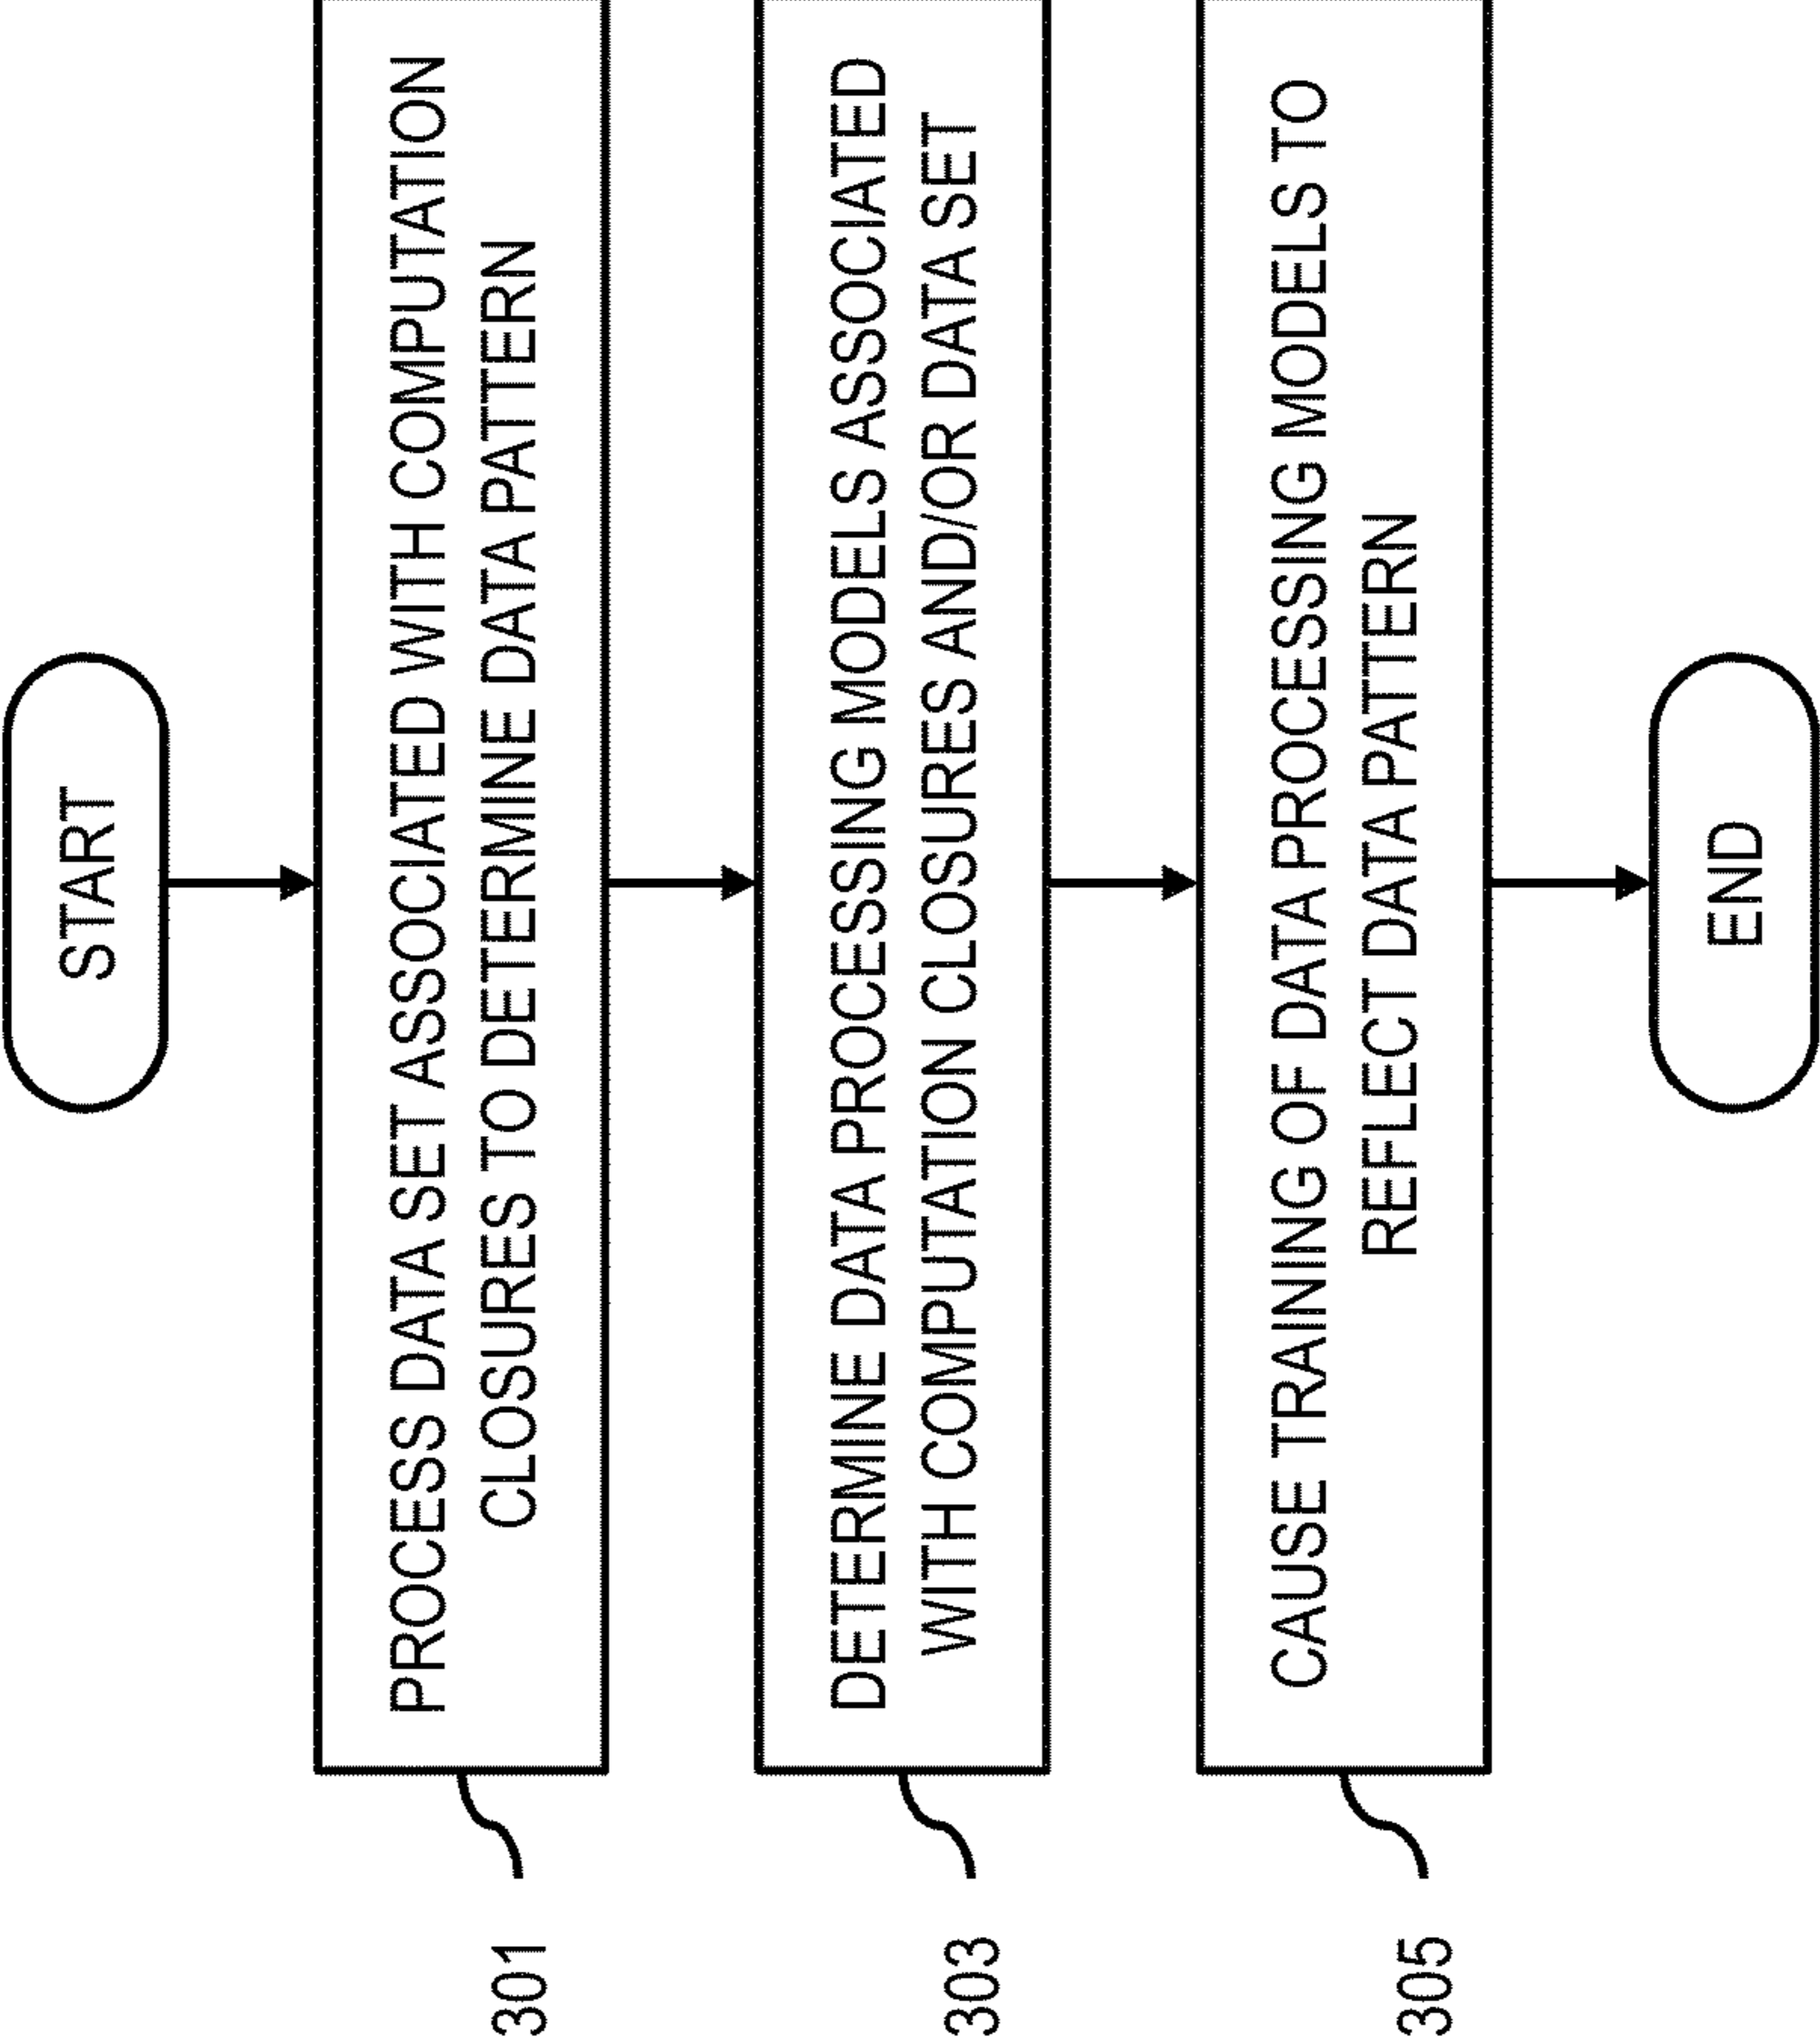 START
PROCESS DATA SET ASSOCIATED WITH COMPUTATION
CLOSURES TO DETERMINE DATA PATTERN
301
DETERMINE DATA PROCESSING MODELS ASSOCIATED
WITH COMPUTATION CLOSURES AND/OR DATA SET
303
CAUSE TRAINING OF DATA PROCESSING MODELS TO
REFLECT DATA PATTERN
305
END